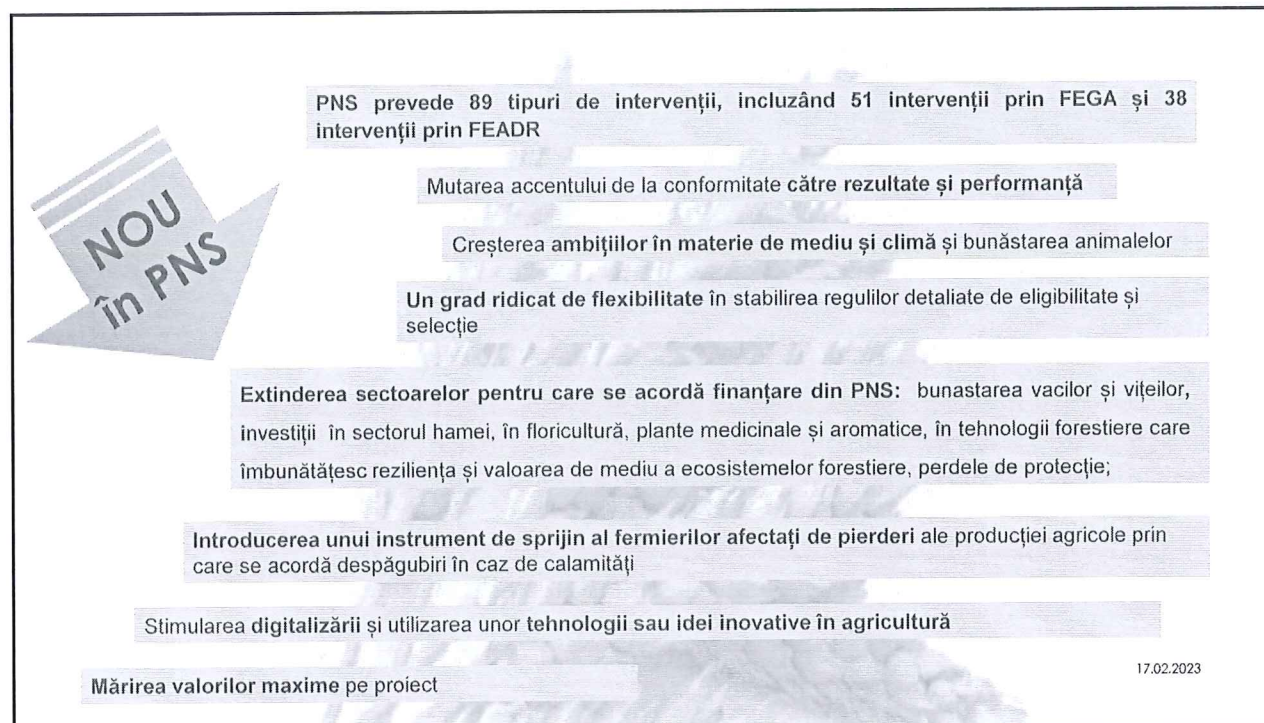 NOU
în PNS
PNS prevede 89 tipuri de intervenții, incluzând 51 intervenții prin FEGA și 38
intervenții prin FEADR
Mutarea accentului de la conformitate către rezultate și performanță
Creșterea ambițiilor în materie de mediu și climă și bunăstarea animalelor
Un grad ridicat de flexibilitate în stabilirea regulilor detaliate de eligibilitate și
selecție
Extinderea sectoarelor pentru care se acordă finanțare din PNS: bunastarea vacilor și vițeilor,
investiții în sectorul hamei, în floricultură, plante medicinale și aromatice, în tehnologii forestiere care
îmbunătățesc reziliența și valoarea de mediu a ecosistemelor forestiere, perdele de protecție;
Introducerea unui instrument de sprijin al fermierilor afectați de pierderi ale producției agricole prin
care se acordă despăgubiri în caz de calamități
Stimularea digitalizării și utilizarea unor tehnologii sau idei inovative în agricultură
Mărirea valorilor maxime pe proiect
17.02.2023